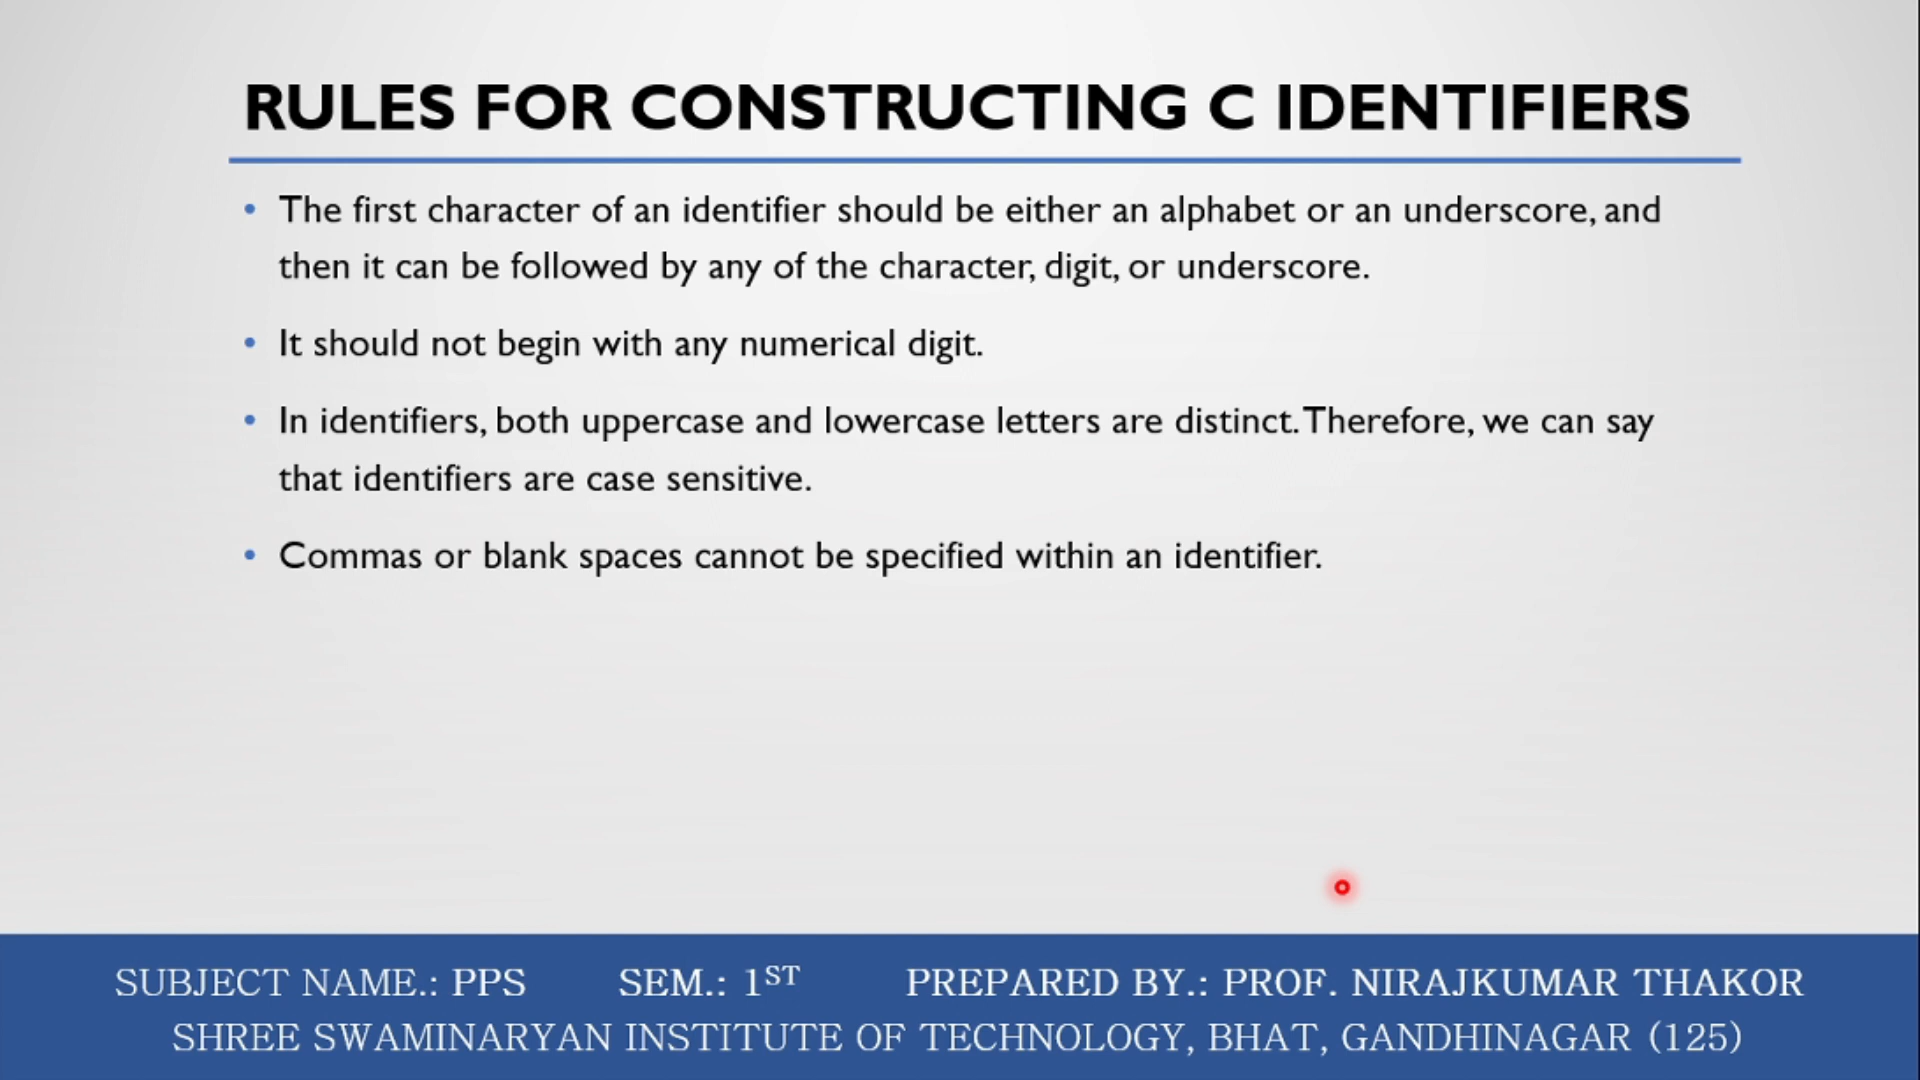 RULES FOR CONSTRUCTING C IDENTIFIERS
• The first character of an identifier should be either an alphabet or an underscore, and
then it can be followed by any of the character, digit, or underscore.
• It should not begin with any numerical digit.
• In identifiers, both uppercase and lowercase letters are distinct. Therefore, we can say
that identifiers are case sensitive.
• Commas or blank spaces cannot be specified within an identifier.
SUBJECT NAME.: PPS SEM.: 1ST PREPARED BY.: PROF. NIRAJKUMAR THAKOR
SHREE SWAMINARYAN INSTITUTE OF TECHNOLOGY, BHAT, GANDHINAGAR (125)